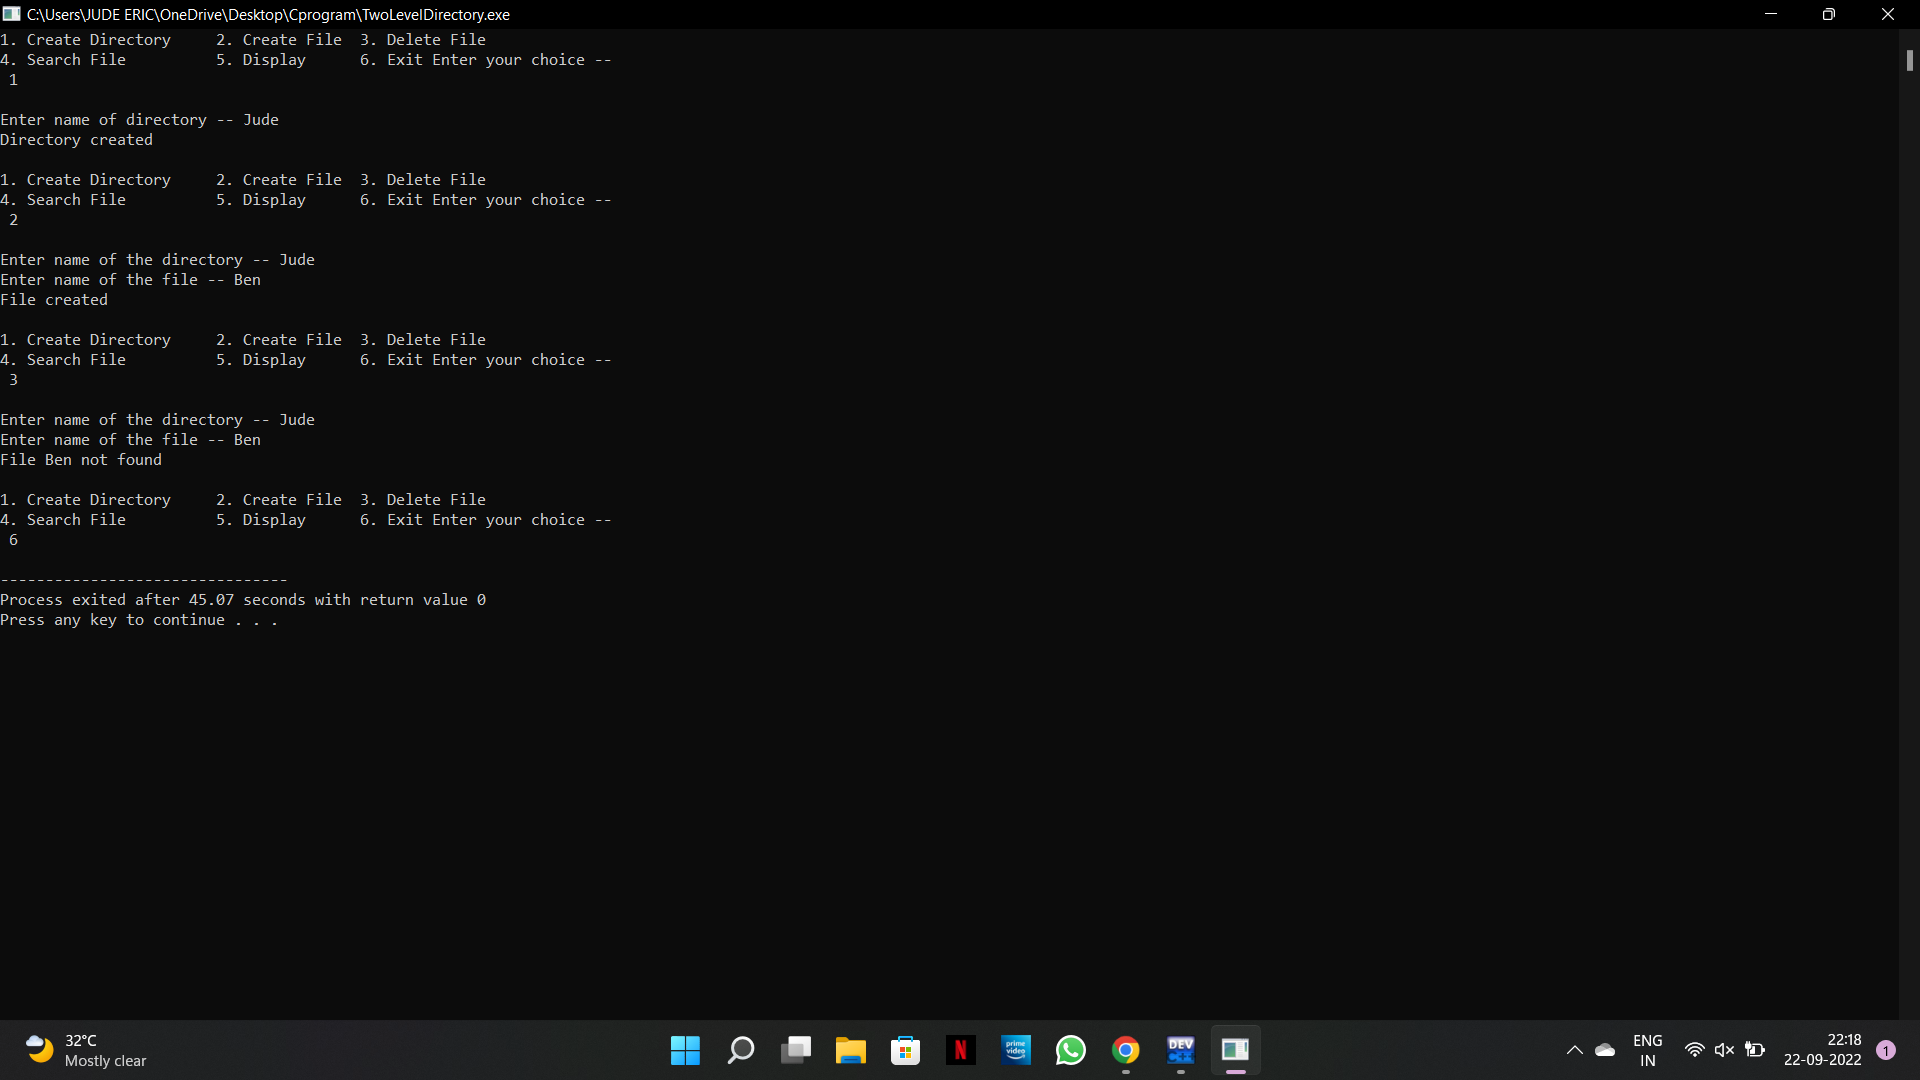 C:\Users\JUDE ERIC\OneDrive\Desktop\Cprogram\TwoLevelDirectory.exe
1. Create Directory     2. Create File  3. Delete File
4. Search File          5. Display      6. Exit Enter your choice --
 1

Enter name of directory -- Jude
Directory created

1. Create Directory     2. Create File  3. Delete File
4. Search File          5. Display      6. Exit Enter your choice --
 2

Enter name of the directory -- Jude
Enter name of the file -- Ben
File created

1. Create Directory     2. Create File  3. Delete File
4. Search File          5. Display      6. Exit Enter your choice --
 3

Enter name of the directory -- Jude
Enter name of the file -- Ben
File Ben not found

1. Create Directory     2. Create File  3. Delete File
4. Search File          5. Display      6. Exit Enter your choice --
 6

--------------------------------
Process exited after 45.07 seconds with return value 0
Press any key to continue . . .
32°C
Mostly clear
N
prime video
DEV C++
ENG
IN
22:18
22-09-2022
1